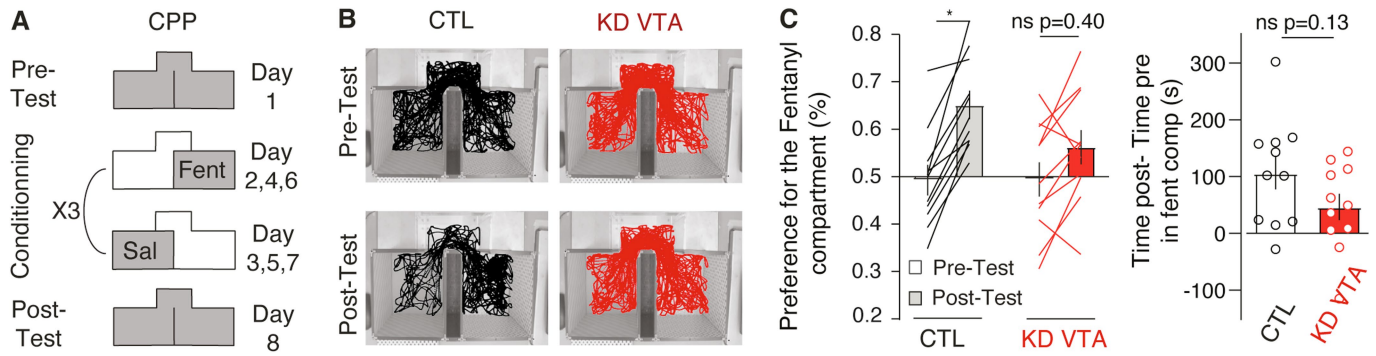 A
CPP
Pre-
Test
Day
1
Conditionning
X3
Fent
Day
2,4,6
Sal
Day
3,5,7
Post-
Test
Day
8
B
CTL
KD VTA
Pre-Test
Post-Test
C
Preference for the Fentanyl
compartment (%)
0.8
0.7
0.6
0.5
0.4
0.3
0.2
*
ns p=0.40
Pre-Test
Post-Test
CTL
KD VTA
Time post- Time pre
in fent comp (s)
ns p=0.13
300
200
100
0
-100
CTL
KD VTA